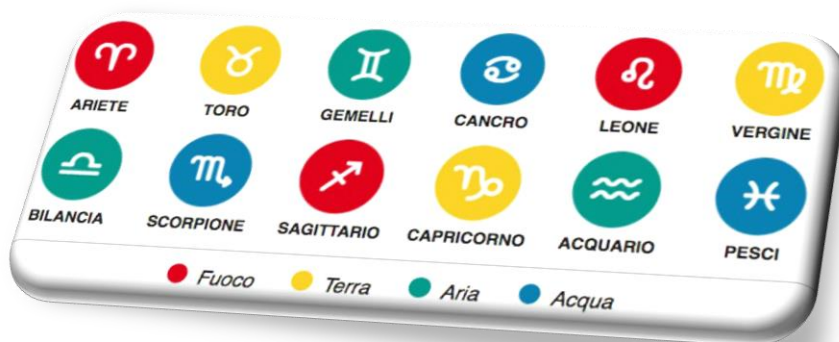 ARIETE TORO GEMELLI CANCRO LEONE VERGINE
BILANCIA SCORPIONE SAGITTARIO CAPRICORNO ACQUARIO PESCI
Fuoco Terra Aria Acqua